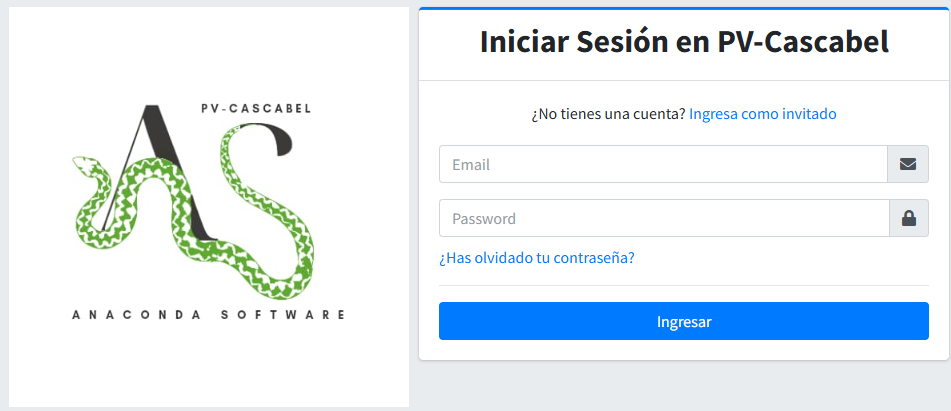 PV-CASCABEL
AS
ANACONDA SOFTWARE
Iniciar Sesión en PV-Cascabel
¿No tienes una cuenta? Ingresa como invitado
Email
Password
¿Has olvidado tu contraseña?
Ingresar